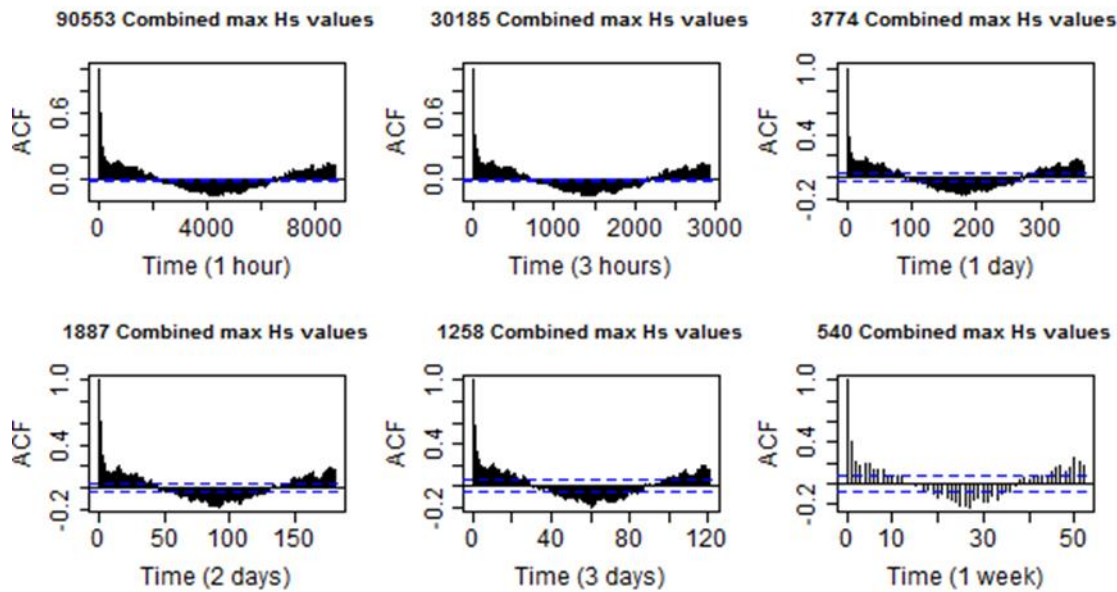 90553 Combined max Hs values
30185 Combined max Hs values
3774 Combined max Hs values
ACF
0.0 0.6
0 4000 8000
Time (1 hour)
ACF
0.0 0.6
0 1000 2000 3000
Time (3 hours)
ACF
-0.2 0.4 1.0
0 100 200 300
Time (1 day)
1887 Combined max Hs values
1258 Combined max Hs values
540 Combined max Hs values
ACF
-0.2 0.4 1.0
0 50 100 150
Time (2 days)
ACF
-0.2 0.4 1.0
0 40 80 120
Time (3 days)
ACF
-0.2 0.4 1.0
0 10 30 50
Time (1 week)